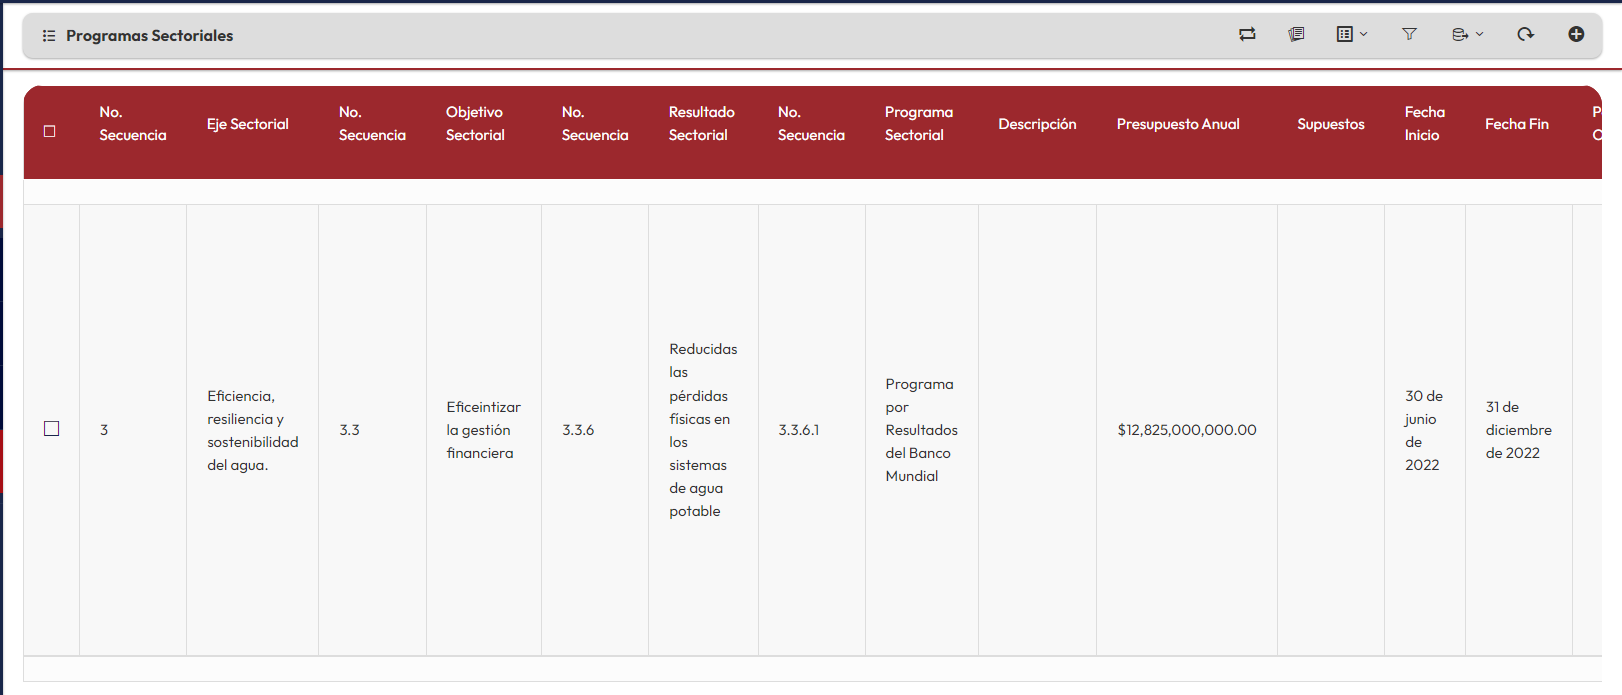 Programas Sectoriales
No. Secuencia
Eje Sectorial
No. Secuencia
Objetivo Sectorial
No. Secuencia
Resultado Sectorial
No. Secuencia
Programa Sectorial
Descripción
Presupuesto Anual
Supuestos
Fecha Inicio
Fecha Fin
3
Eficiencia,
resiliencia y
sostenibilidad
del agua.
3.3
Eficeintizar
la gestión
financiera
3.3.6
Reducidas
las
pérdidas
físicas en
los
sistemas
de agua
potable
3.3.6.1
Programa
por
Resultados
del Banco
Mundial
$12,825,000,000.00
30 de
junio
de
2022
31 de
diciembre
de 2022